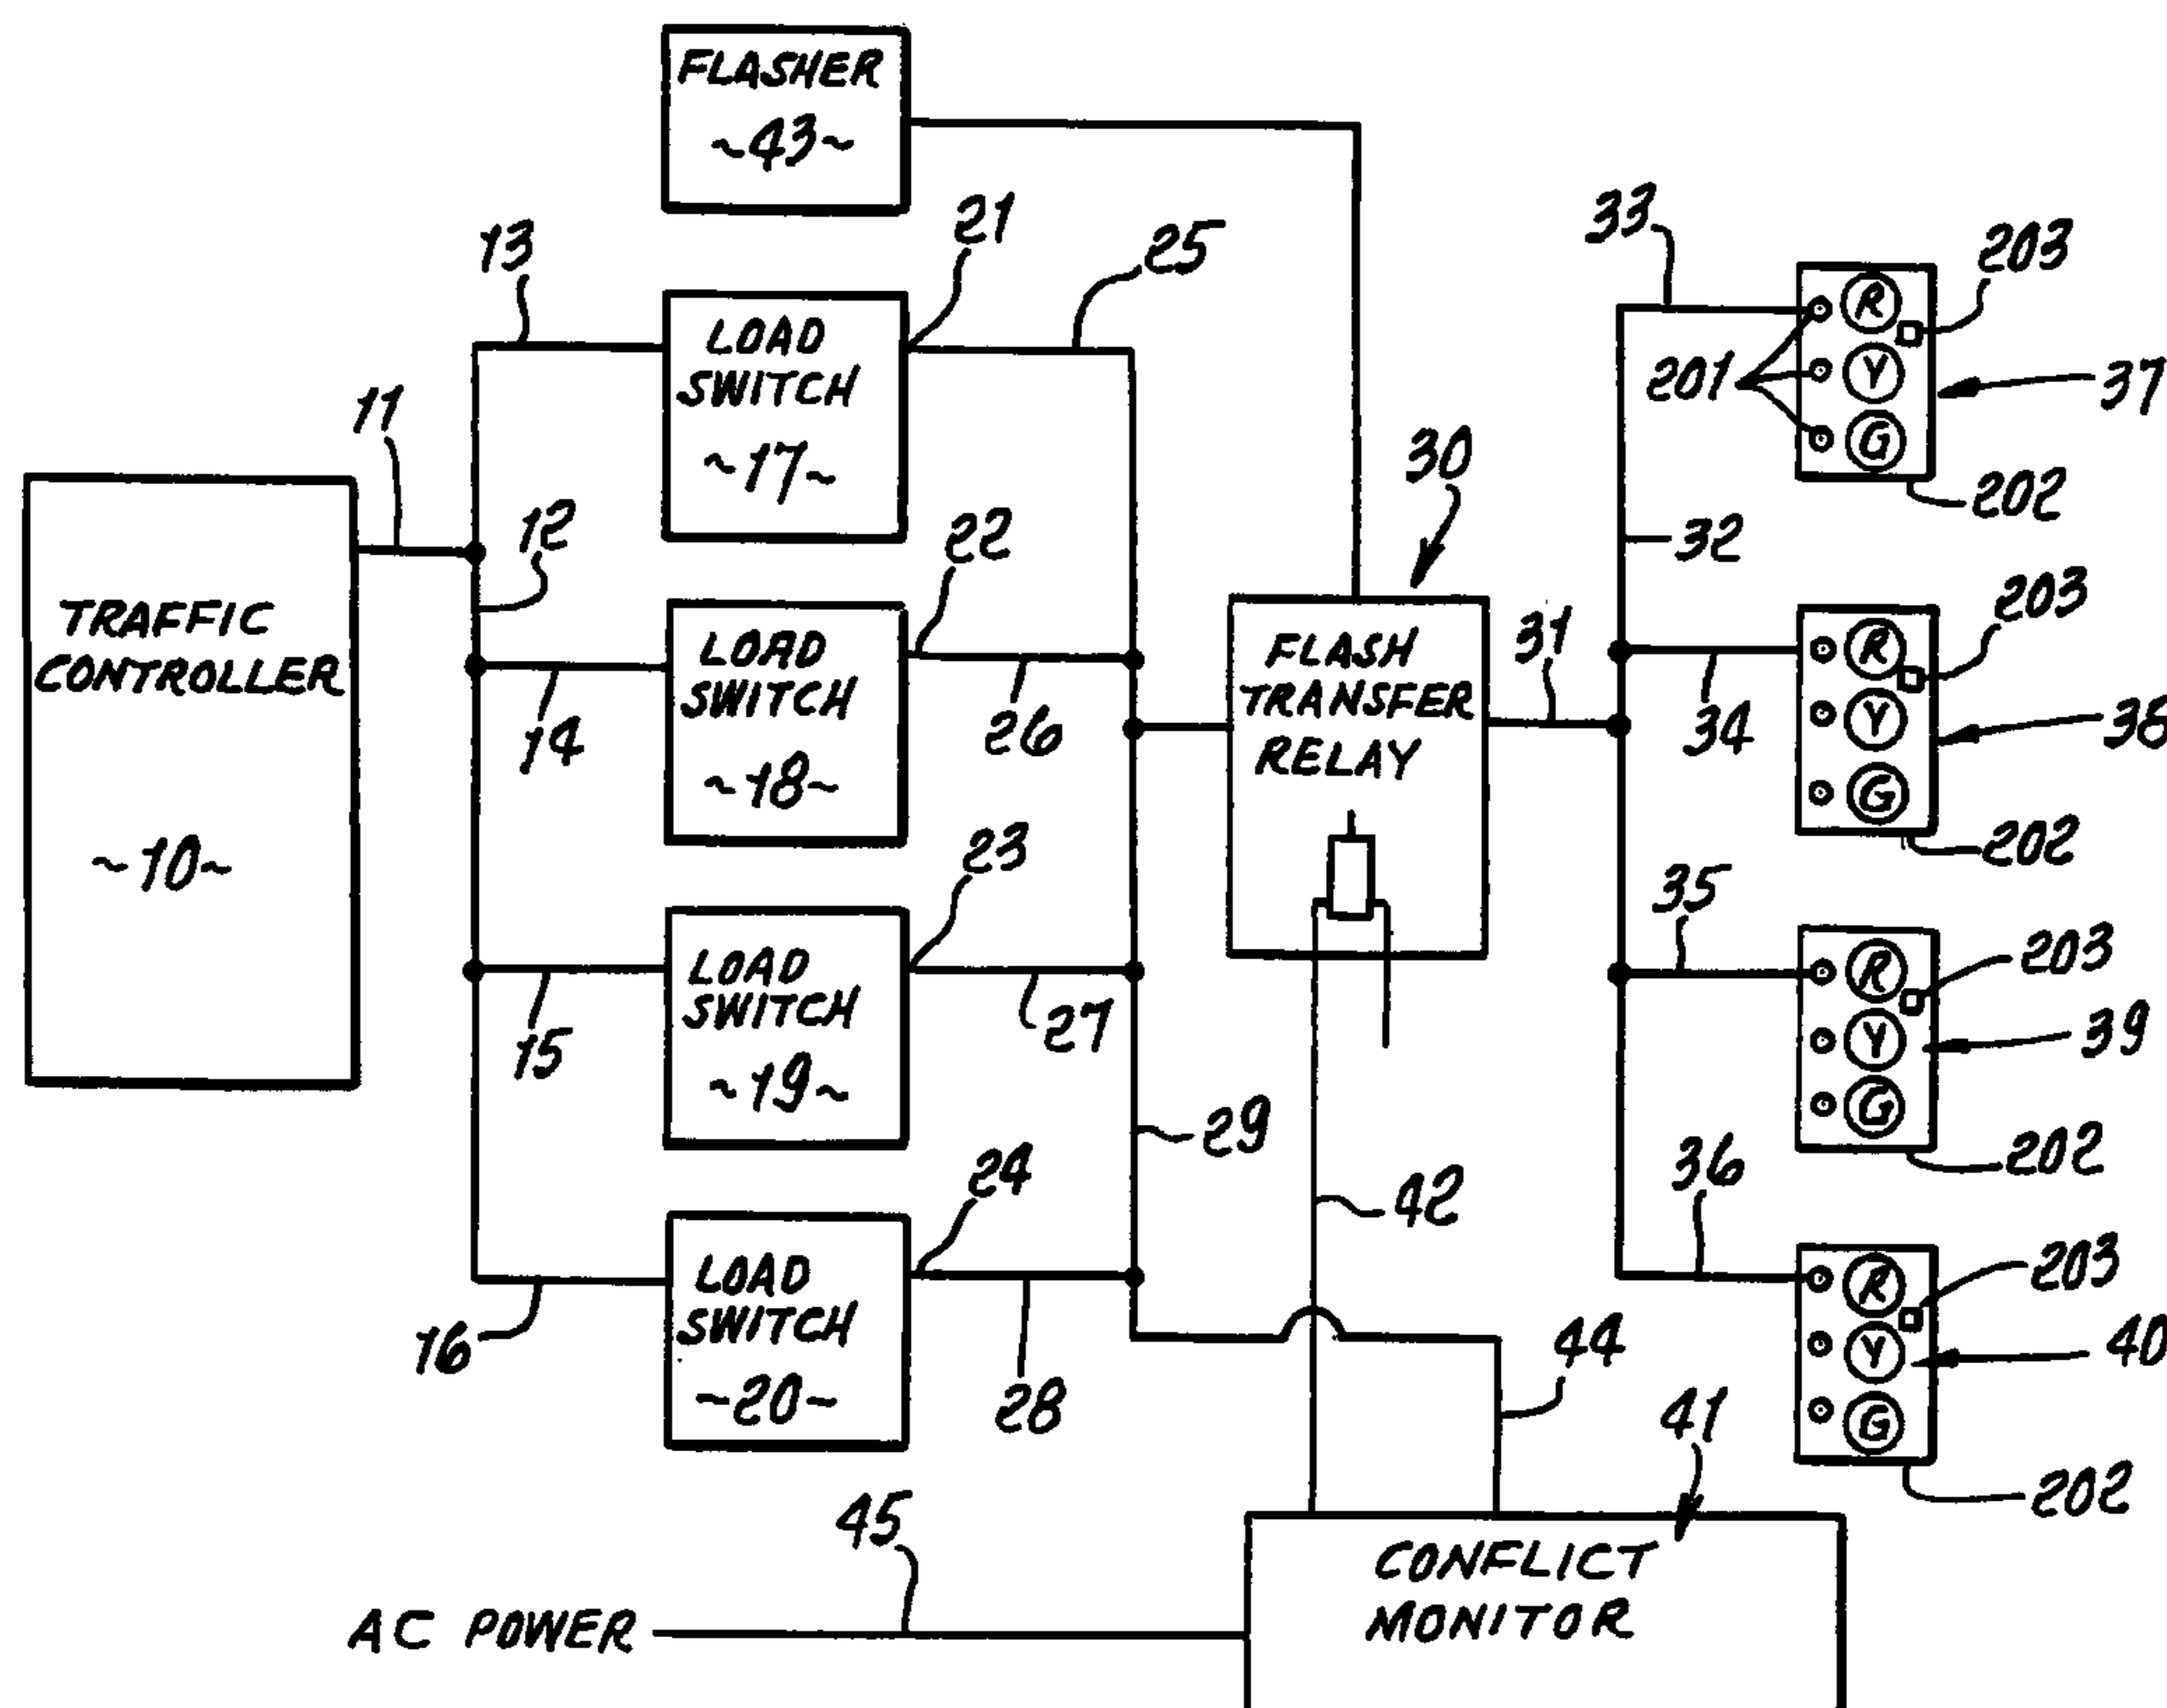 FLASHER
~43~
13
21
25
33
203
R
LOAD
SWITCH
~17~
201
Y
37
11
G
30
202
12
22
32
TRAFFIC
CONTROLLER
~10~
LOAD
SWITCH
~18~
14
26
FLASH
TRANSFER
RELAY
31
203
R
34
Y
38
G
202
23
35
LOAD
SWITCH
~19~
15
27
203
R
Y
39
G
29
202
24
36
42
LOAD
SWITCH
~20~
16
28
203
R
Y
40
G
44
41
202
45
CONFLICT
MONITOR
AC POWER